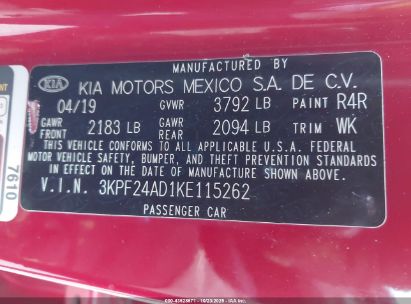 MANUFACTURED BY
KIA KIA MOTORS MEXICO S.A. DE C.V.
04/19 GVWR 3792 LB PAINT R4R
GAWR FRONT 2183 LB GAWR REAR 2094 LB TRIM WK
THIS VEHICLE CONFORMS TO ALL APPLICABLE U.S.A. FEDERAL
MOTOR VEHICLE SAFETY, BUMPER, AND THEFT PREVENTION STANDARDS
IN EFFECT ON THE DATE OF MANUFACTURE SHOWN ABOVE.
V.I.N. 3KPF24AD1KE115262
PASSENGER CAR
7610